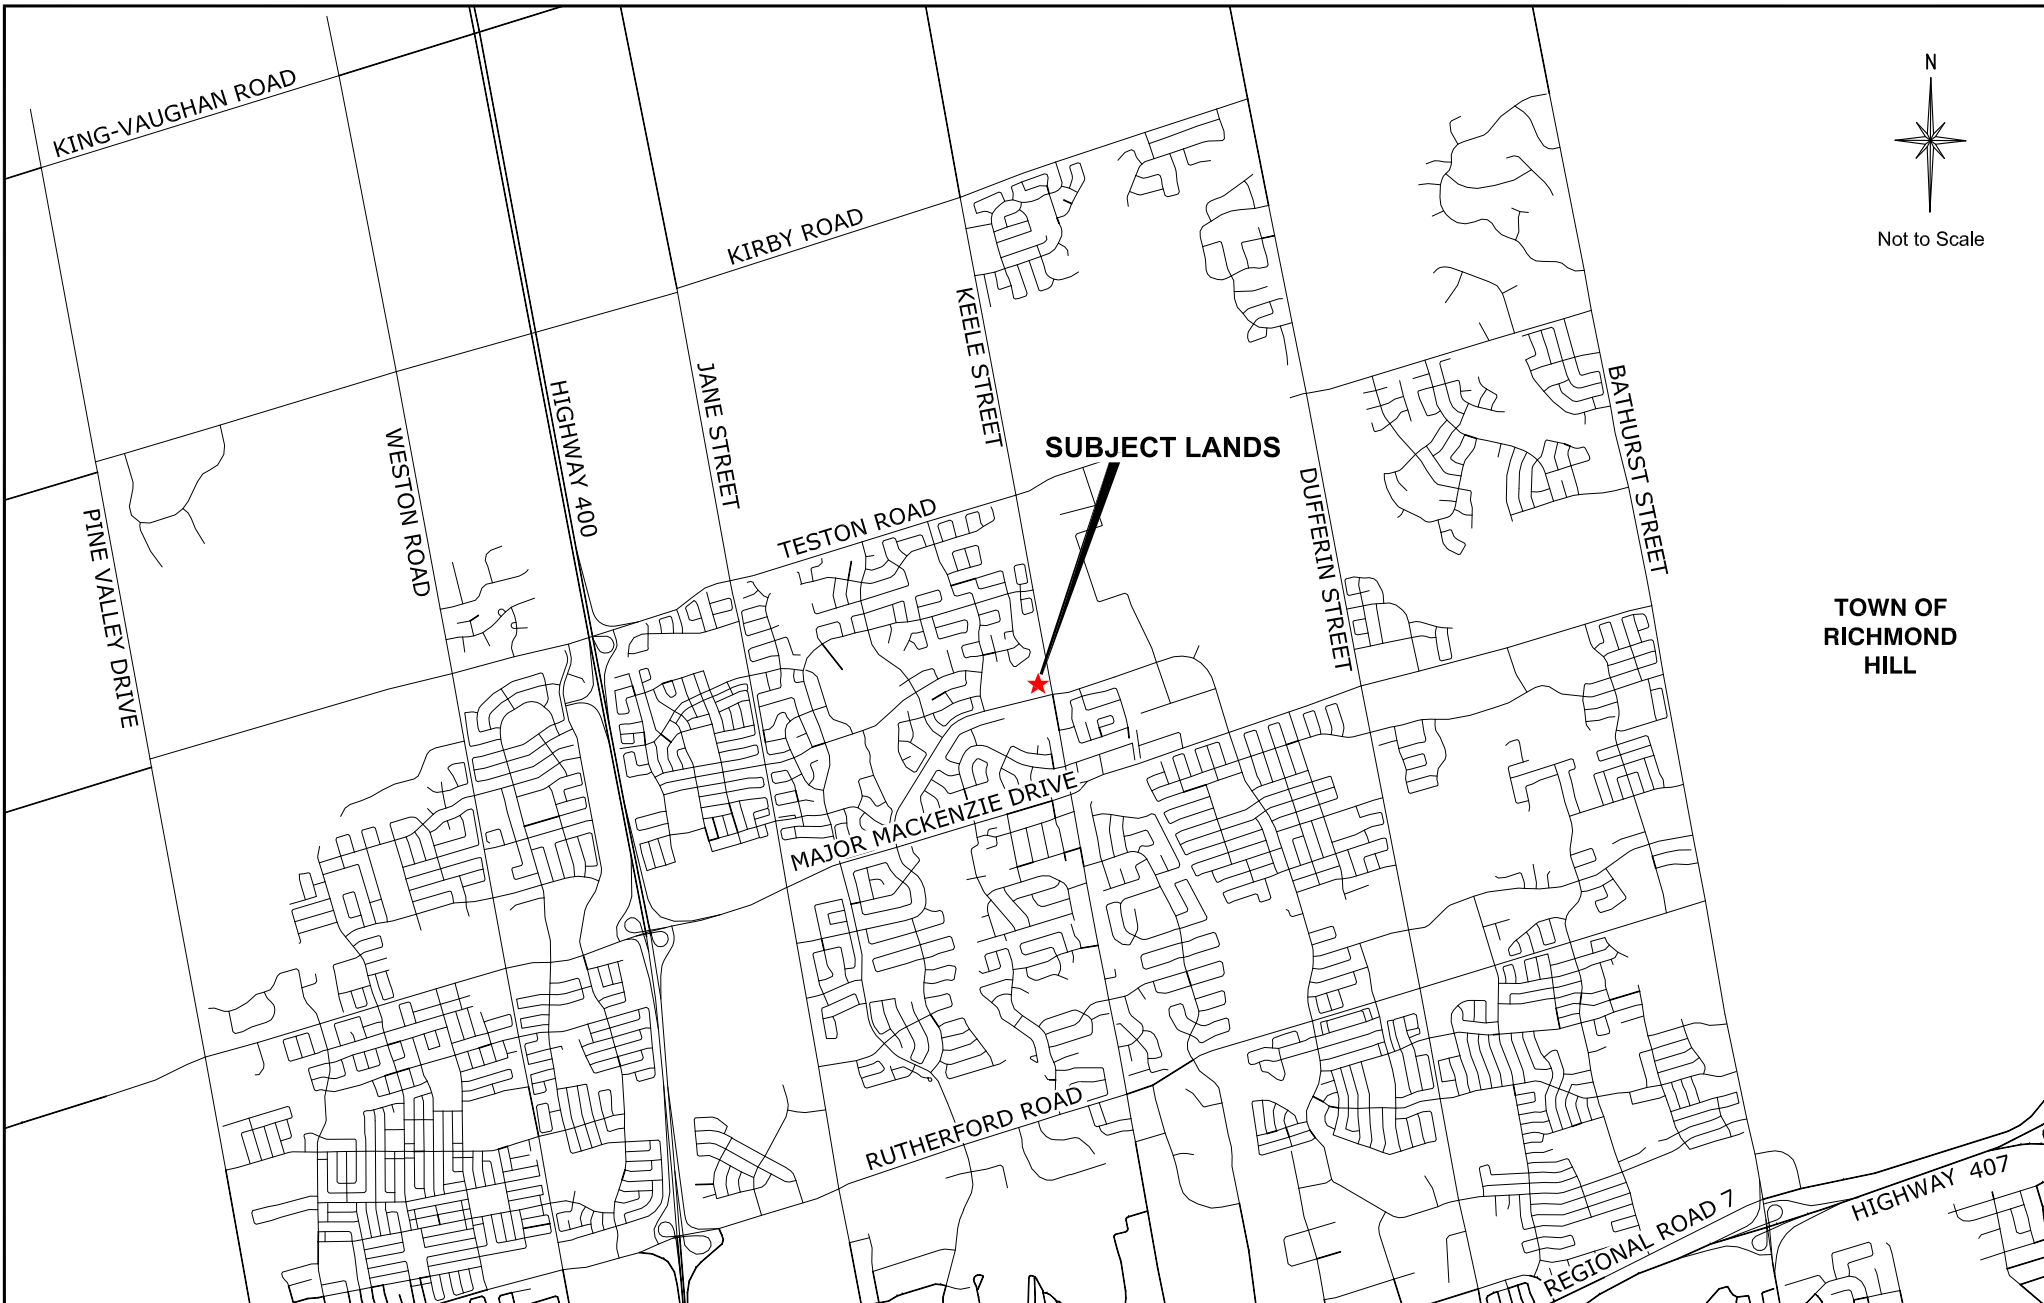 N
Not to Scale
KING-VAUGHAN ROAD
KIRBY ROAD
KEELE STREET
JANE STREET
HIGHWAY 400
WESTON ROAD
PINE VALLEY DRIVE
BATHURST STREET
DUFFERIN STREET
SUBJECT LANDS
TESTON ROAD
TOWN OF
RICHMOND
HILL
MAJOR MACKENZIE DRIVE
RUTHERFORD ROAD
HIGHWAY 407
REGIONAL ROAD 7